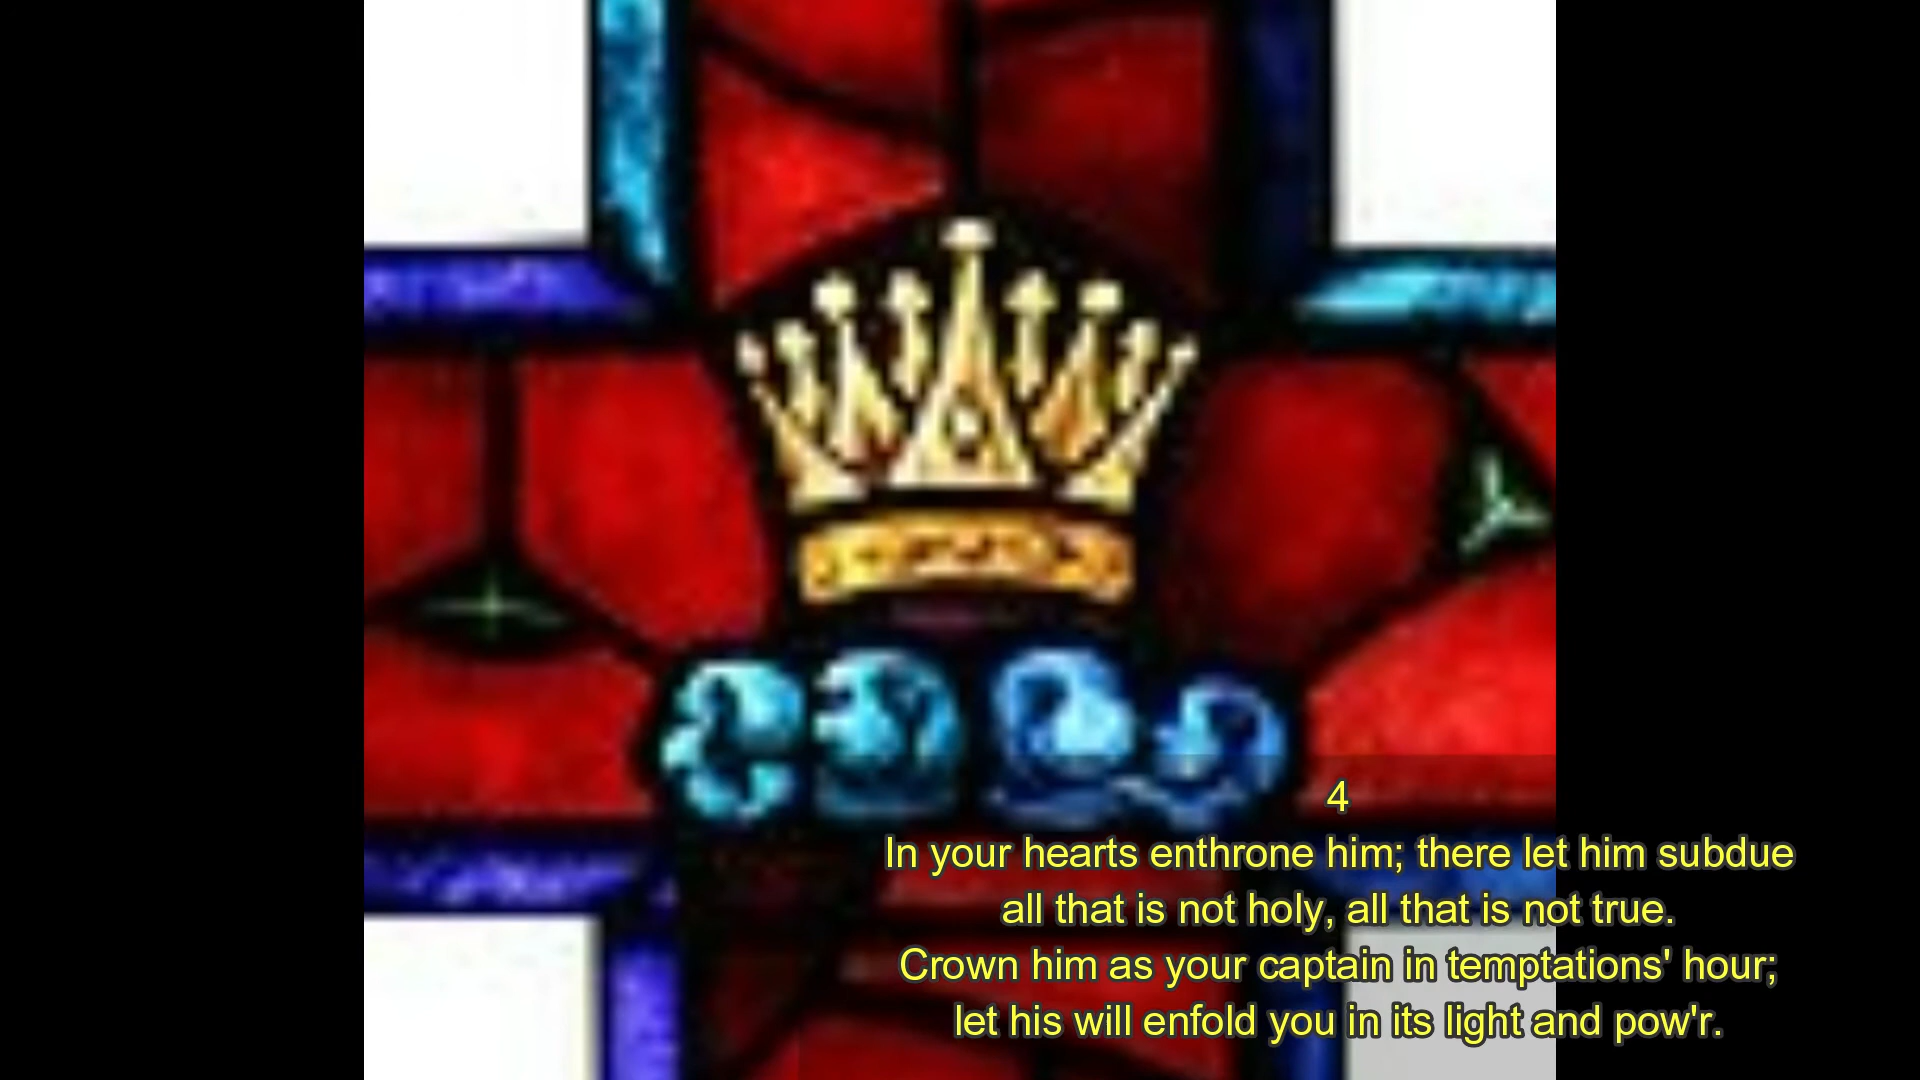 4
In your hearts enthrone him; there let him subdue
all that is not holy, all that is not true.
Crown him as your captain in temptations' hour;
let his will enfold you in its light and pow'r.